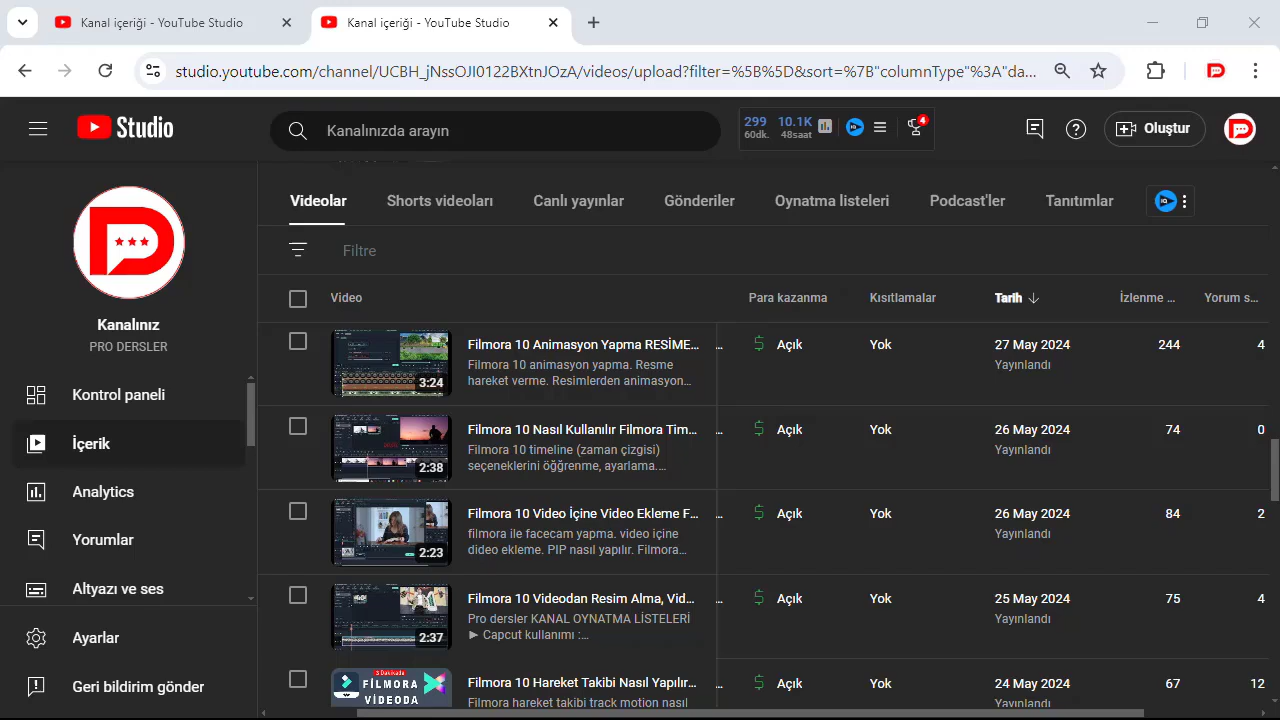 Kanal içeriği - YouTube Studio
Kanal içeriği - YouTube Studio
studio.youtube.com/channel/UCBH_jNssOJI0122BXtnJOzA/videos/upload?filter=%5B%5D&sort=%7B"columnType"%3A"da...
Studio
Kanalınızda arayın
299 10.1K
60dk. 48saat
IQ
4
Oluştur
Videolar Shorts videoları Canlı yayınlar Gönderiler Oynatma listeleri Podcast'ler Tanıtımlar
IQ
Filtre
Video Para kazanma Kısıtlamalar Tarih İzlenme ... Yorum s...
Kanalınız
PRO DERSLER
Kontrol paneli
İçerik
Analytics
Yorumlar
Altyazı ve ses
Ayarlar
Geri bildirim gönder
3:24
Filmora 10 Animasyon Yapma RESİME... ... Açık Yok 27 May 2024 244 4
Filmora 10 animasyon yapma. Resme Yayınlandı
hareket verme. Resimlerden animasyon...
2:38
Filmora 10 Nasıl Kullanılır Filmora Tim... ... Açık Yok 26 May 2024 74 0
Filmora 10 timeline (zaman çizgisi) Yayınlandı
seçeneklerini öğğrenme, ayarlama....
2:23
Filmora 10 Video İçine Video Ekleme F... ... Açık Yok 26 May 2024 84 2
filmora ile facecam yapma. video içine Yayınlandı
dideo ekleme. PIP nasıl yapılır. Filmora...
2:37
Filmora 10 Videodan Resim Alma, Vid... ... Açık Yok 25 May 2024 75 4
Pro dersler KANAL OYNATMA LİSTELERİ Yayınlandı
► Capcut kullanımı :...
2 Dakikada
FİLMORA
VİDEODA
Filmora 10 Hareket Takibi Nasıl Yapılır... ... Açık Yok 24 May 2024 67 12
Filmora hareket takibi track motion nasıl Yayınlandı